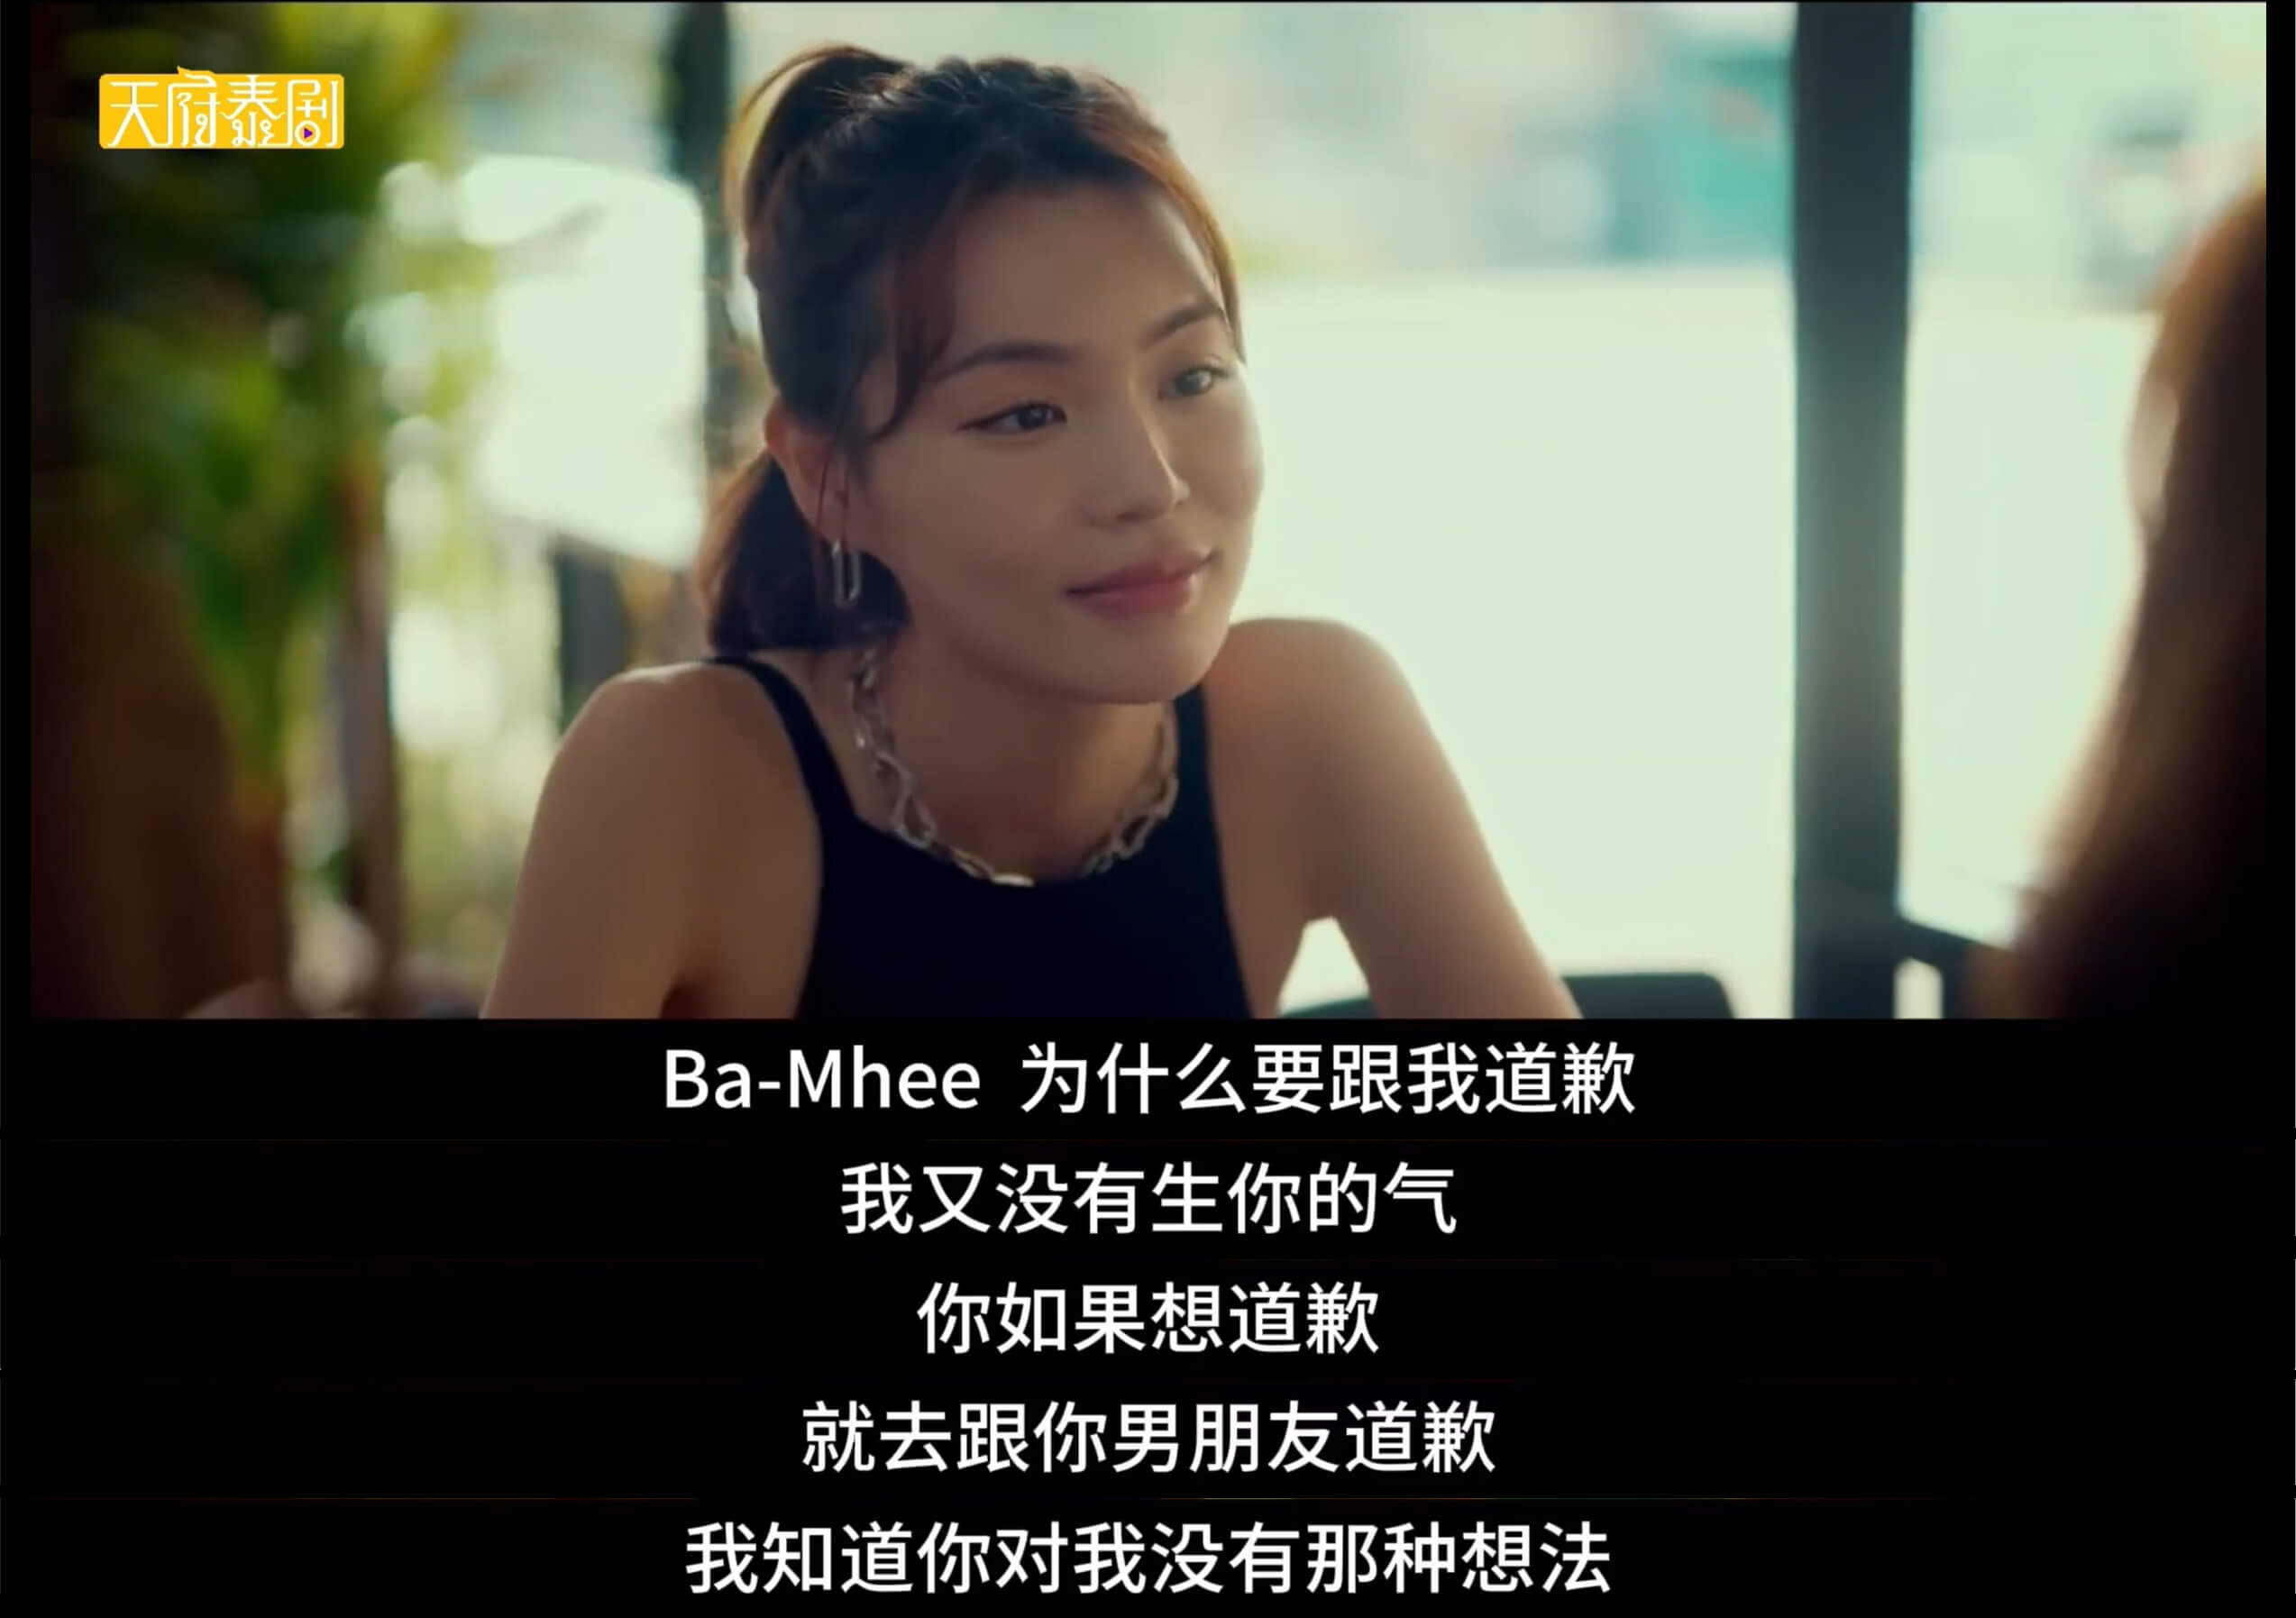 天府泰剧
Ba-Mhee 为什么要跟我道歉
我又没有生你的气
你如果想道歉
就去跟你男朋友道歉
我知道你对我没有那种想法